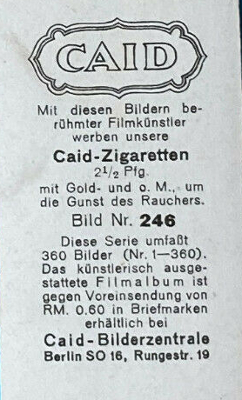 CAID
Mit diesen Bildern be-
rühmter Filmkünstler
werben unsere
Caid-Zigaretten
2½ Pfg.
mit Gold- und o. M., um
die Gunst des Rauchers.
Bild Nr. 246
Diese Serie umfaßt
360 Bilder (Nr. 1—360).
Das künstlerisch ausge-
stattete Filmalbum ist
gegen Voreinsendung von
RM. 0.60 in Briefmarken
erhältlich bei
Caid-Bilderzentrale
Berlin SO 16, Rungestr. 19